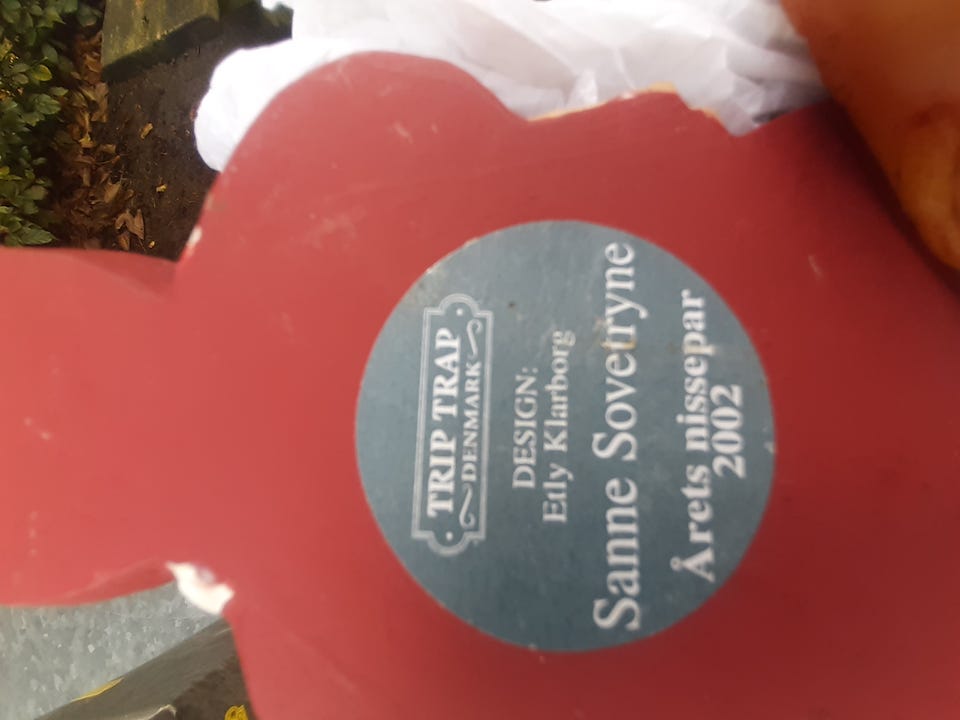 TRIP TRAP
DENMARK
DESIGN:
Etly Klarborg
Sanne Sovetryne
Årets nissepar
2002